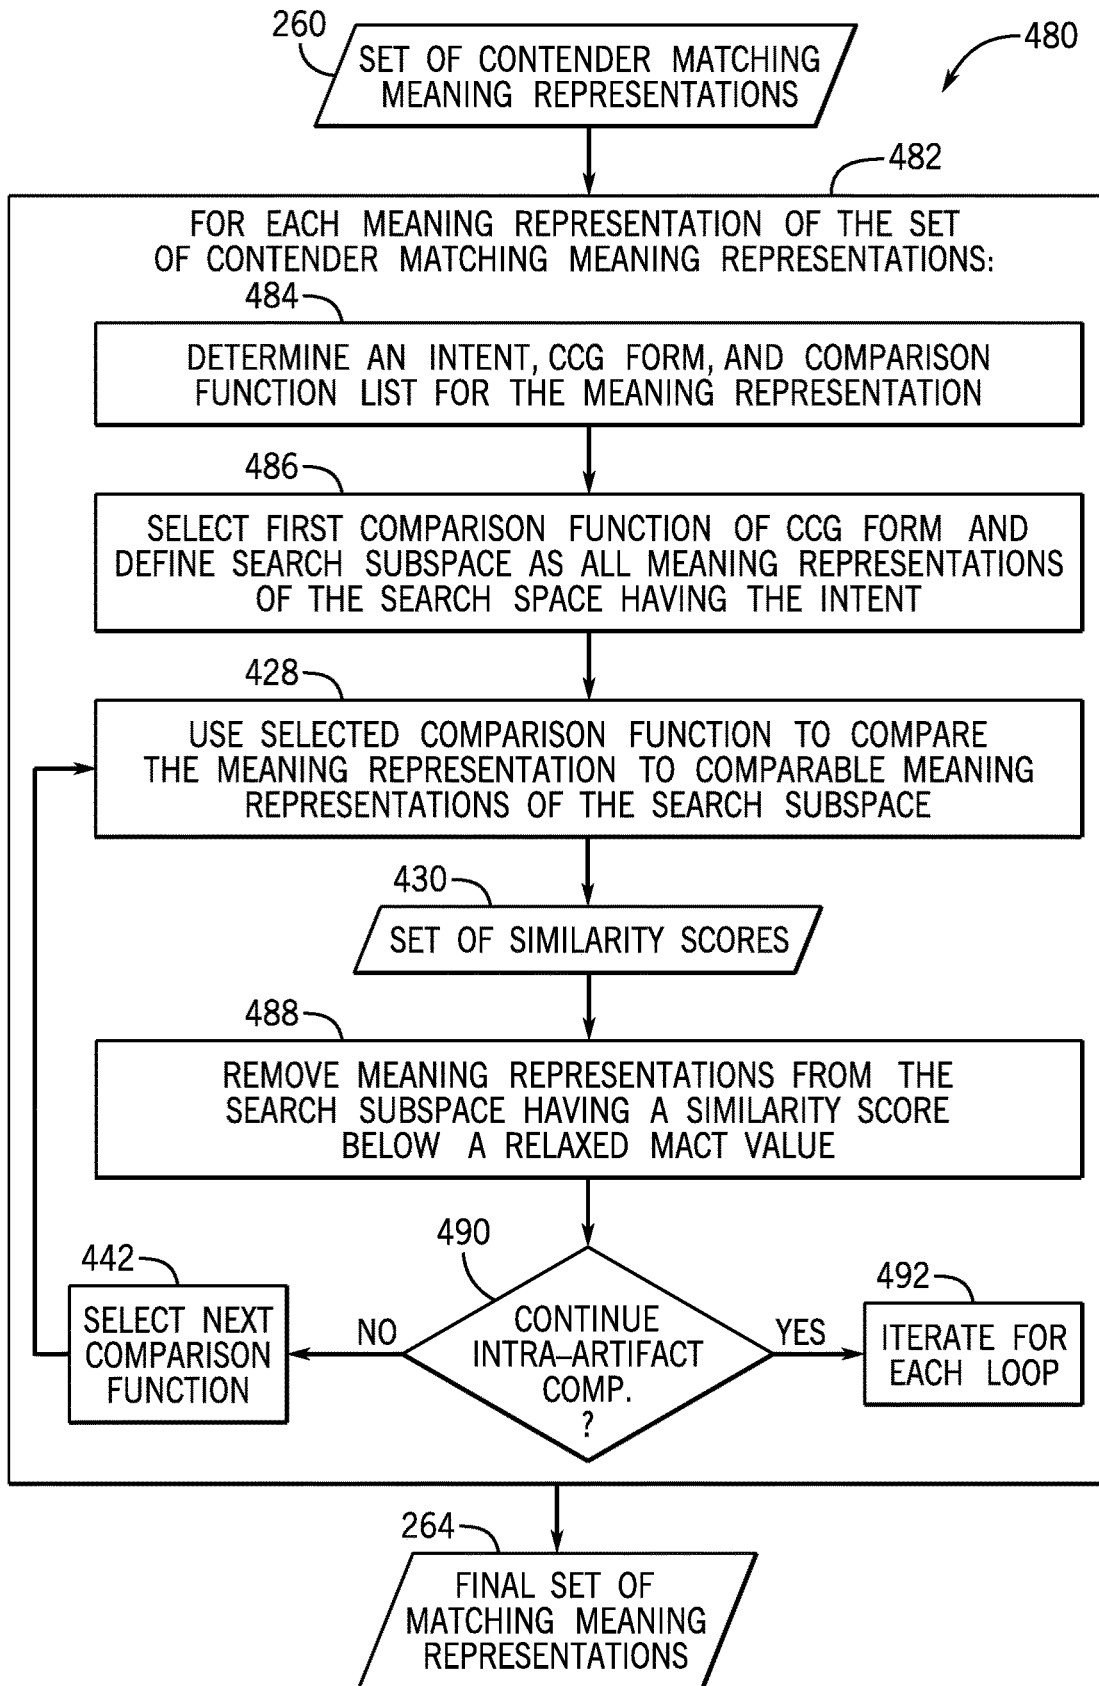 260
SET OF CONTENDER MATCHING
MEANING REPRESENTATIONS
480
482
FOR EACH MEANING REPRESENTATION OF THE SET
OF CONTENDER MATCHING MEANING REPRESENTATIONS:
484
DETERMINE AN INTENT, CCG FORM, AND COMPARISON
FUNCTION LIST FOR THE MEANING REPRESENTATION
486
SELECT FIRST COMPARISON FUNCTION OF CCG FORM AND
DEFINE SEARCH SUBSPACE AS ALL MEANING REPRESENTATIONS
OF THE SEARCH SPACE HAVING THE INTENT
428
USE SELECTED COMPARISON FUNCTION TO COMPARE
THE MEANING REPRESENTATION TO COMPARABLE MEANING
REPRESENTATIONS OF THE SEARCH SUBSPACE
430
SET OF SIMILARITY SCORES
488
REMOVE MEANING REPRESENTATIONS FROM THE
SEARCH SUBSPACE HAVING A SIMILARITY SCORE
BELOW A RELAXED MACT VALUE
490
CONTINUE
INTRA–ARTIFACT
COMP.
?
NO
442
SELECT NEXT
COMPARISON
FUNCTION
YES
492
ITERATE FOR
EACH LOOP
264
FINAL SET OF
MATCHING MEANING
REPRESENTATIONS